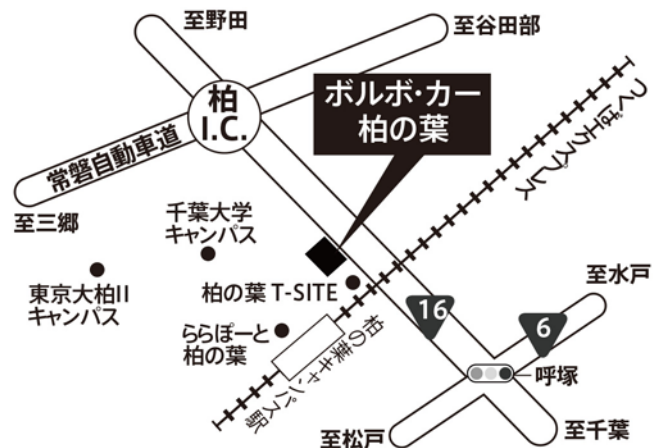 至野田
至谷田部
柏
I.C.
ボルボ・カー
柏の葉
つくばエクスプレス
常磐自動車道
至三郷
千葉大学
キャンパス
東京大柏II
キャンパス
柏の葉 T-SITE
ららぽーと
柏の葉
柏の葉キャンパス駅
16
6
至水戸
呼塚
至松戸
至千葉